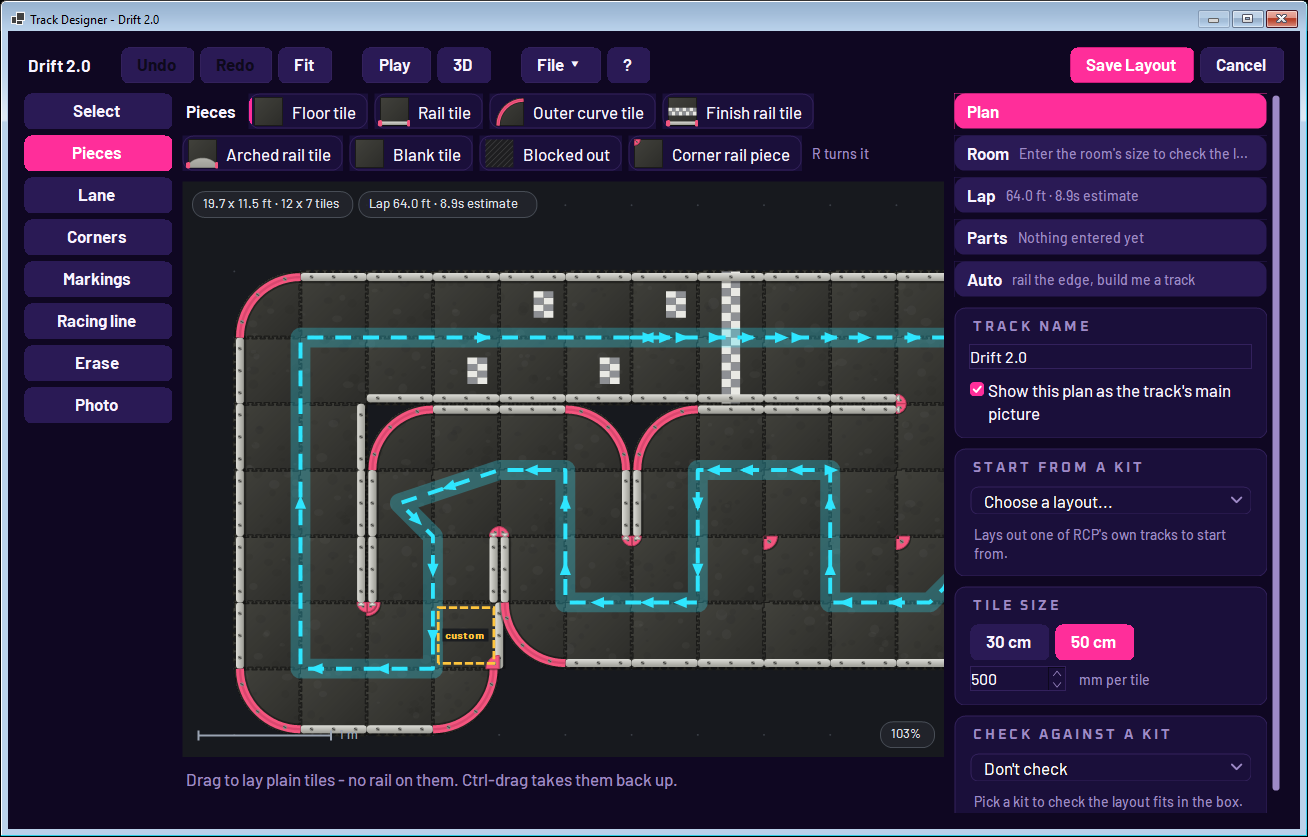 Track Designer - Drift 2.0
Drift 2.0
Undo
Redo
Fit
Play
3D
File
?
Save Layout
Cancel
Select
Pieces
Lane
Corners
Markings
Racing line
Erase
Photo
Pieces
Floor tile
Rail tile
Outer curve tile
Finish rail tile
Arched rail tile
Blank tile
Blocked out
Corner rail piece
R turns it
19.7 x 11.5 ft · 12 x 7 tiles
Lap 64.0 ft · 8.9s estimate
custom
1 m
103%
Drag to lay plain tiles - no rail on them. Ctrl-drag takes them back up.
Plan
Room Enter the room's size to check the l...
Lap 64.0 ft · 8.9s estimate
Parts Nothing entered yet
Auto rail the edge, build me a track
TRACK NAME
Drift 2.0
Show this plan as the track's main
picture
START FROM A KIT
Choose a layout...
Lays out one of RCP's own tracks to start
from.
TILE SIZE
30 cm
50 cm
500
mm per tile
CHECK AGAINST A KIT
Don't check
Pick a kit to check the layout fits in the box.